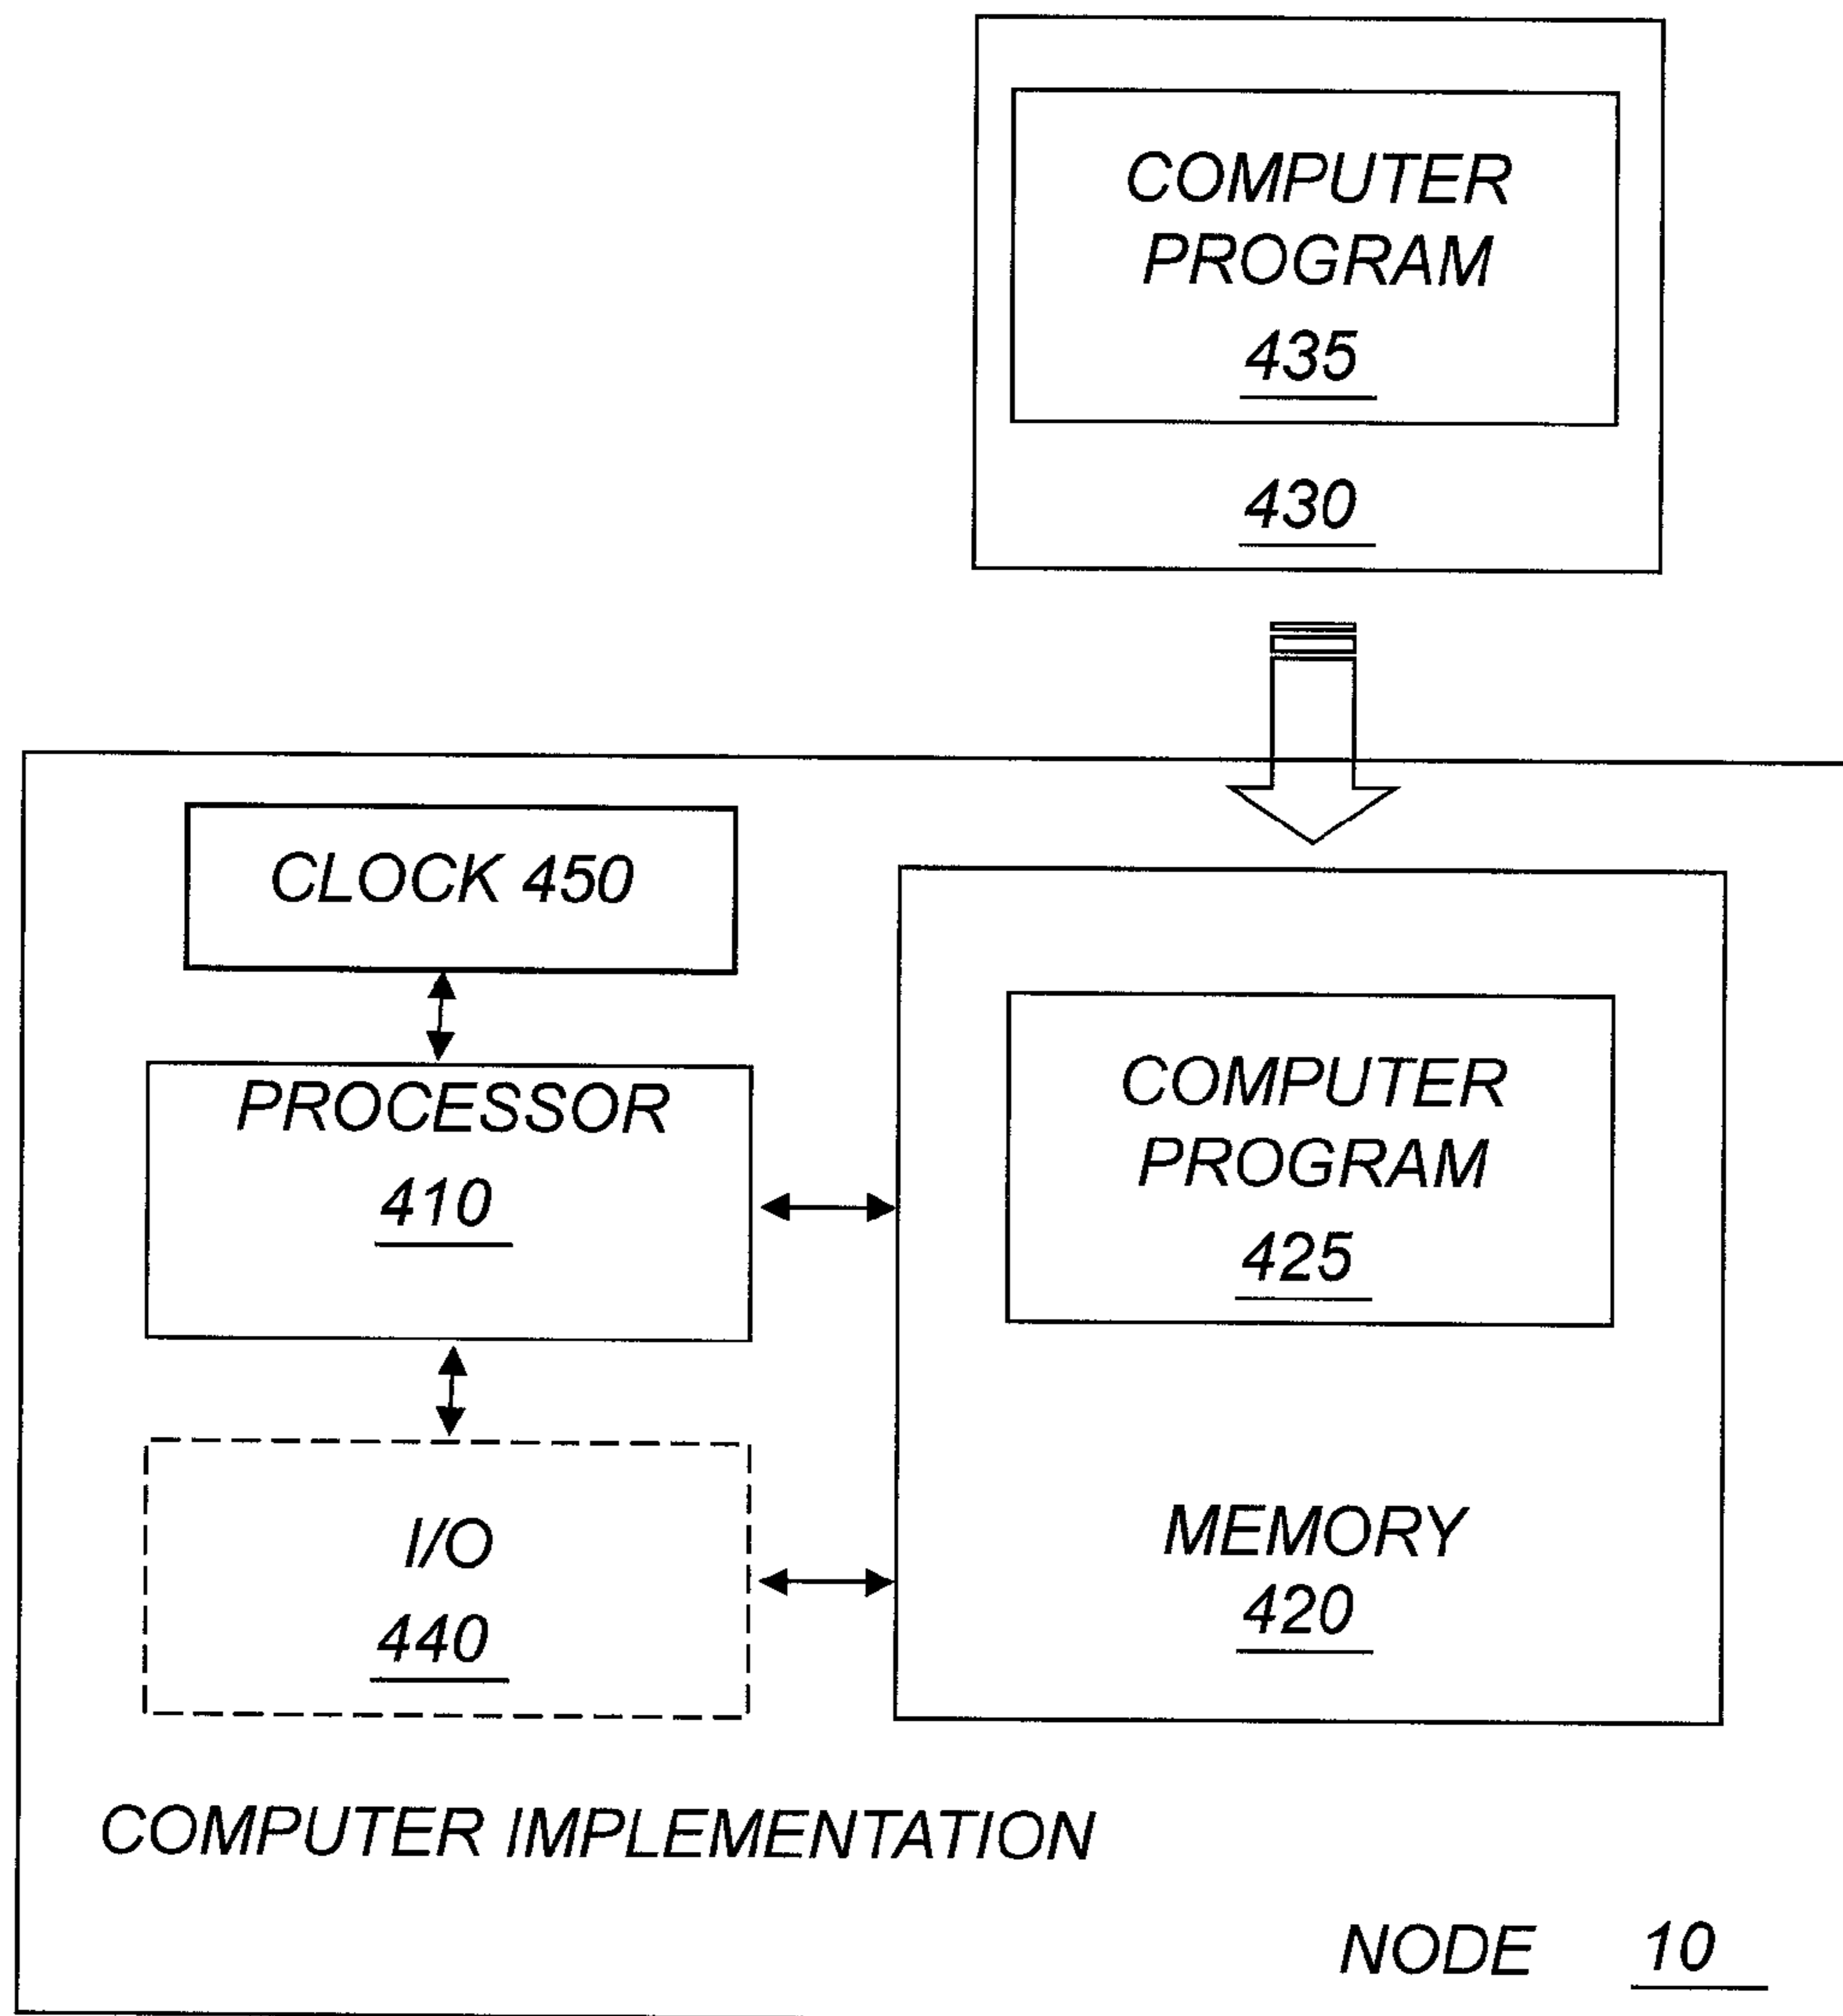 COMPUTER
PROGRAM
435
430
CLOCK 450
PROCESSOR
410
COMPUTER
PROGRAM
425
I/O
440
MEMORY
420
COMPUTER IMPLEMENTATION
NODE 10